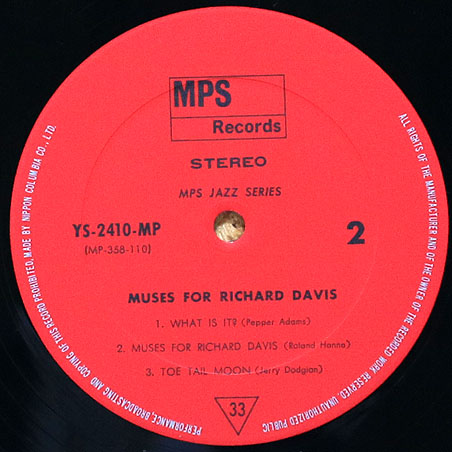 MPS
Records
STEREO
MPS JAZZ SERIES
YS-2410-MP
(MP-358-110)
2
MUSES FOR RICHARD DAVIS
1. WHAT IS IT? (Pepper Adams)
2. MUSES FOR RICHARD DAVIS (Roland Hanna)
3. TOE TAIL MOON (Jerry Dodgian)
33
ALL RIGHTS OF THE MANUFACTURER AND OF THE OWNER OF THE RECORDED WORK RESERVED. UNAUTHORIZED PUBLIC PERFORMANCE, BROADCASTING AND COPYING OF THIS RECORD PROHIBITED. MADE BY NIPPON COLUMBIA CO., LTD.